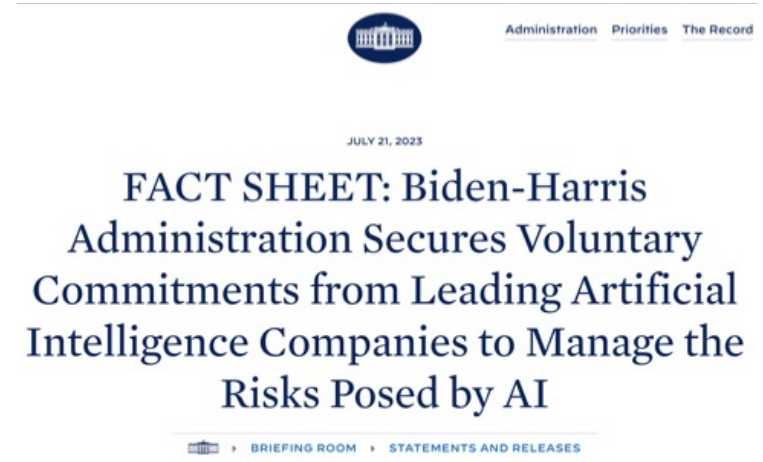 Administration Priorities The Record
JULY 21, 2023
FACT SHEET: Biden-Harris
Administration Secures Voluntary
Commitments from Leading Artificial
Intelligence Companies to Manage the
Risks Posed by AI
BRIEFING ROOM STATEMENTS AND RELEASES